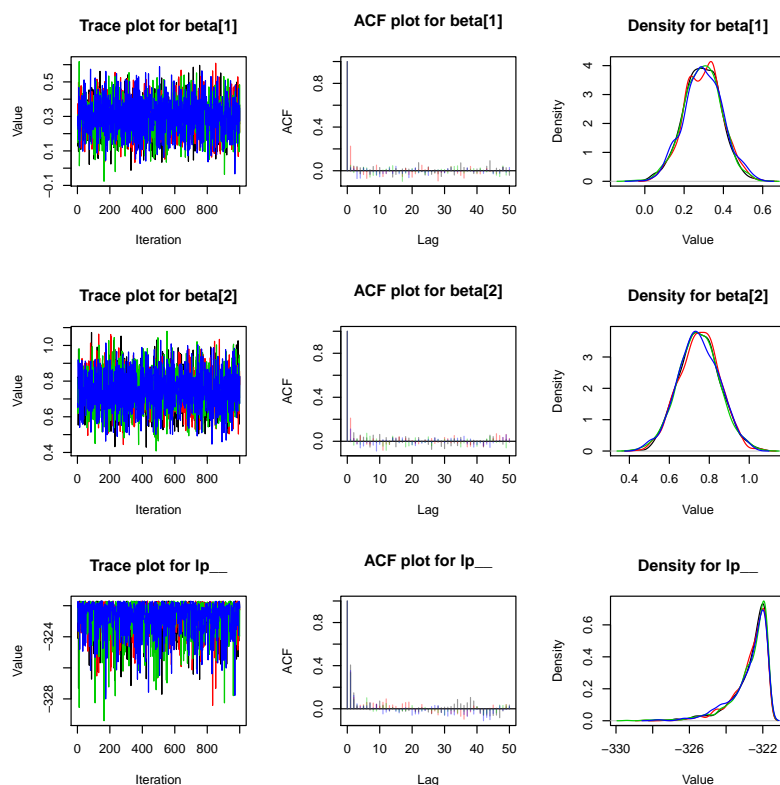 Trace plot for beta[1]
Value
−0.1 0.1 0.3 0.5
0 200 400 600 800
Iteration
ACF plot for beta[1]
ACF
0.0 0.4 0.8
0 10 20 30 40 50
Lag
Density for beta[1]
Density
0 1 2 3 4
0.0 0.2 0.4 0.6
Value
Trace plot for beta[2]
Value
0.4 0.6 0.8 1.0
0 200 400 600 800
Iteration
ACF plot for beta[2]
ACF
0.0 0.4 0.8
0 10 20 30 40 50
Lag
Density for beta[2]
Density
0 1 2 3
0.4 0.6 0.8 1.0
Value
Trace plot for lp__
Value
−328 −324
0 200 400 600 800
Iteration
ACF plot for lp__
ACF
0.0 0.4 0.8
0 10 20 30 40 50
Lag
Density for lp__
Density
0.0 0.2 0.4 0.6
−330 −326 −322
Value